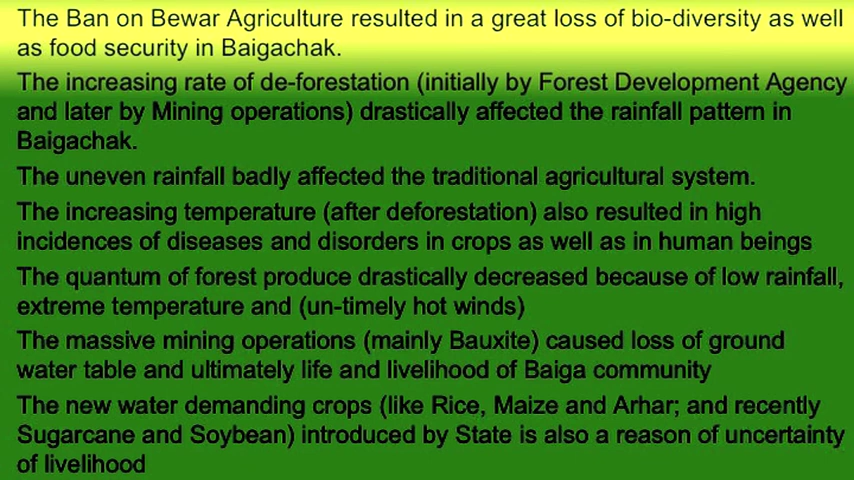 The Ban on Bewar Agriculture resulted in a great loss of bio-diversity as well
as food security in Baigachak.
The increasing rate of de-forestation (initially by Forest Development Agency
and later by Mining operations) drastically affected the rainfall pattern in
Baigachak.
The uneven rainfall badly affected the traditional agricultural system.
The increasing temperature (after deforestation) also resulted in high
incidences of diseases and disorders in crops as well as in human beings
The quantum of forest produce drastically decreased because of low rainfall,
extreme temperature and (un-timely hot winds)
The massive mining operations (mainly Bauxite) caused loss of ground
water table and ultimately life and livelihood of Baiga community
The new water demanding crops (like Rice, Maize and Arhar; and recently
Sugarcane and Soybean) introduced by State is also a reason of uncertainty
of livelihood